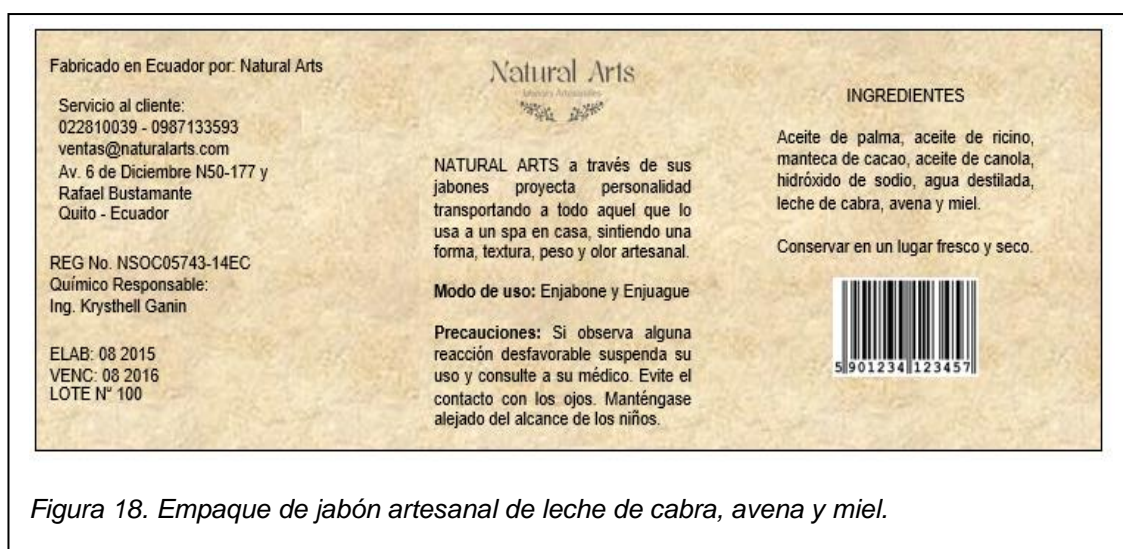 Fabricado en Ecuador por: Natural Arts
Servicio al cliente:
022810039 - 0987133593
ventas@naturalarts.com
Av. 6 de Diciembre N50-177 y
Rafael Bustamante
Quito - Ecuador
REG No. NSOC05743-14EC
Químico Responsable:
Ing. Krysthell Ganin
ELAB: 08 2015
VENC: 08 2016
LOTE N° 100
Natural Arts
Jabones Artesanales
NATURAL ARTS a través de sus
jabones proyecta personalidad
transportando a todo aquel que lo
usa a un spa en casa, sintiendo una
forma, textura, peso y olor artesanal.
Modo de uso: Enjabone y Enjuague
Precauciones: Si observa alguna
reacción desfavorable suspenda su
uso y consulte a su médico. Evite el
contacto con los ojos. Manténgase
alejado del alcance de los niños.
INGREDIENTES
Aceite de palma, aceite de ricino,
manteca de cacao, aceite de canola,
hidróxido de sodio, agua destilada,
leche de cabra, avena y miel.
Conservar en un lugar fresco y seco.
5 901234 123457
Figura 18. Empaque de jabón artesanal de leche de cabra, avena y miel.